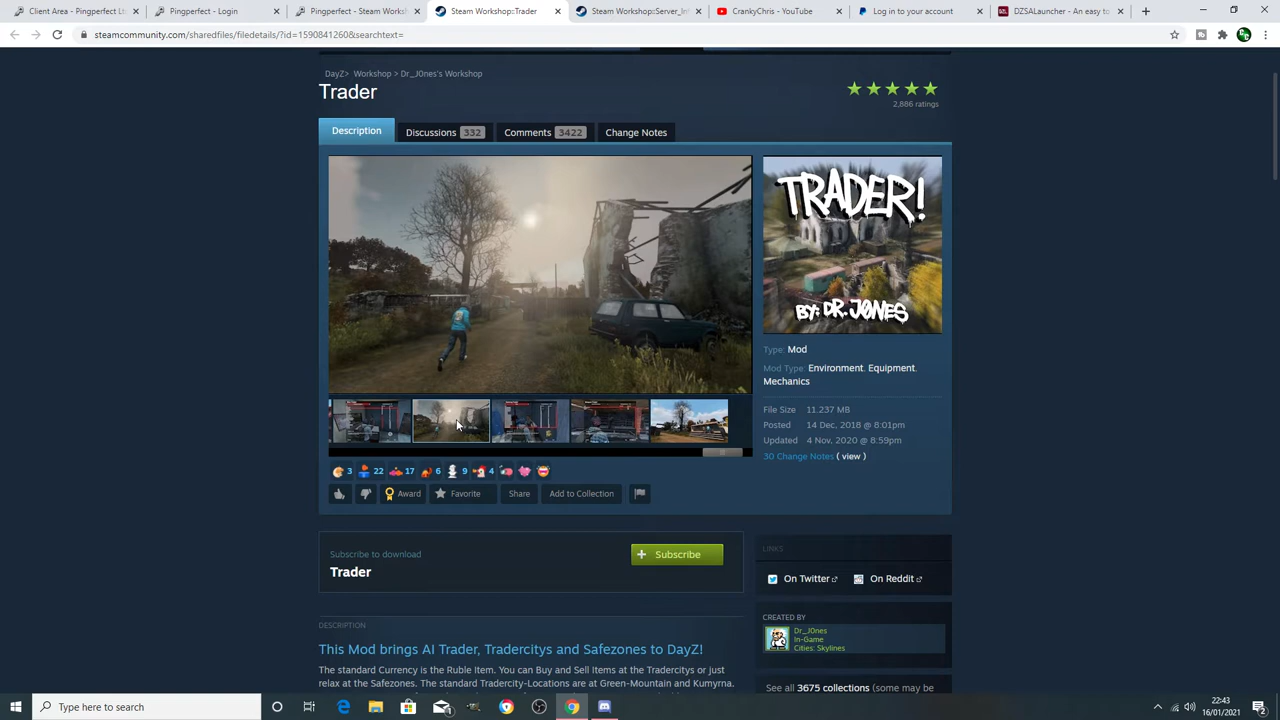 Pingperfect - Client
Pingperfect - Login
Pingperfect - Steam Works
Steam Workshop::Trader
Steam Workshop::Server_In
CrankyChris - YouTube
Log in to your account
DZSALauncher - An easy to
steamcommunity.com/sharedfiles/filedetails/?id=1590841260&searchtext=
DayZ> Workshop > Dr_J0nes's Workshop
Trader
2,886 ratings
Description
Discussions 332
Comments 3422
Change Notes
TRADER!
BY: DR. JONES
Type: Mod
Mod Type: Environment, Equipment,
Mechanics
File Size 11.237 MB
Posted 14 Dec, 2018 @ 8:01pm
Updated 4 Nov, 2020 @ 8:59pm
30 Change Notes ( view )
3 22 17 6 9 4
Award
Favorite
Share
Add to Collection
Subscribe to download
Trader
Subscribe
LINKS
On Twitter
On Reddit
CREATED BY
Dr_J0nes
In-Game
Cities: Skylines
DESCRIPTION
This Mod brings AI Trader, Tradercitys and Safezones to DayZ!
The standard Currency is the Ruble Item. You can Buy and Sell Items at the Tradercitys or just
relax at the Safezones. The standard Tradercity-Locations are at Green-Mountain and Kumyrna.
See all 3675 collections (some may be
Type here to search
22:43
16/01/2021